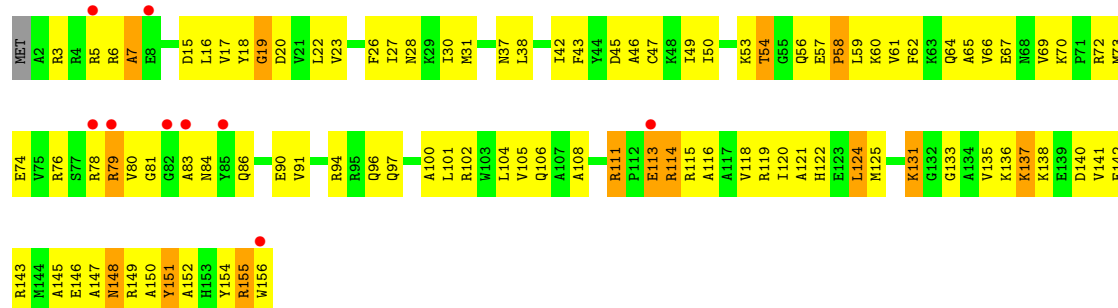 MET A2 R3 R4 R5 R6 A7 E8 D15 L16 V17 Y18 G19 D20 V21 L22 V23 F26 I27 N28 K29 I30 M31 N37 L38 I42 F43 Y44 D45 A46 C47 K48 I49 I50 K53 T54 G55 Q56 E57 P58 L59 K60 V61 F62 K63 Q64 A65 V66 E67 N68 V69 K70 P71 R72 M73
E74 V75 R76 S77 R78 R79 V80 G81 G82 A83 N84 Y85 Q86 E90 V91 R94 R95 Q96 Q97 A100 L101 R102 W103 L104 V105 Q106 A107 A108 R111 P112 E113 R114 R115 A116 A117 V118 R119 I120 A121 H122 E123 L124 M125 K131 G132 G133 A134 V135 K136 K137 K138 E139 D140 V141
R143 M144 A145 E146 A147 N148 R149 A150 Y151 A152 H153 Y154 R155 W156